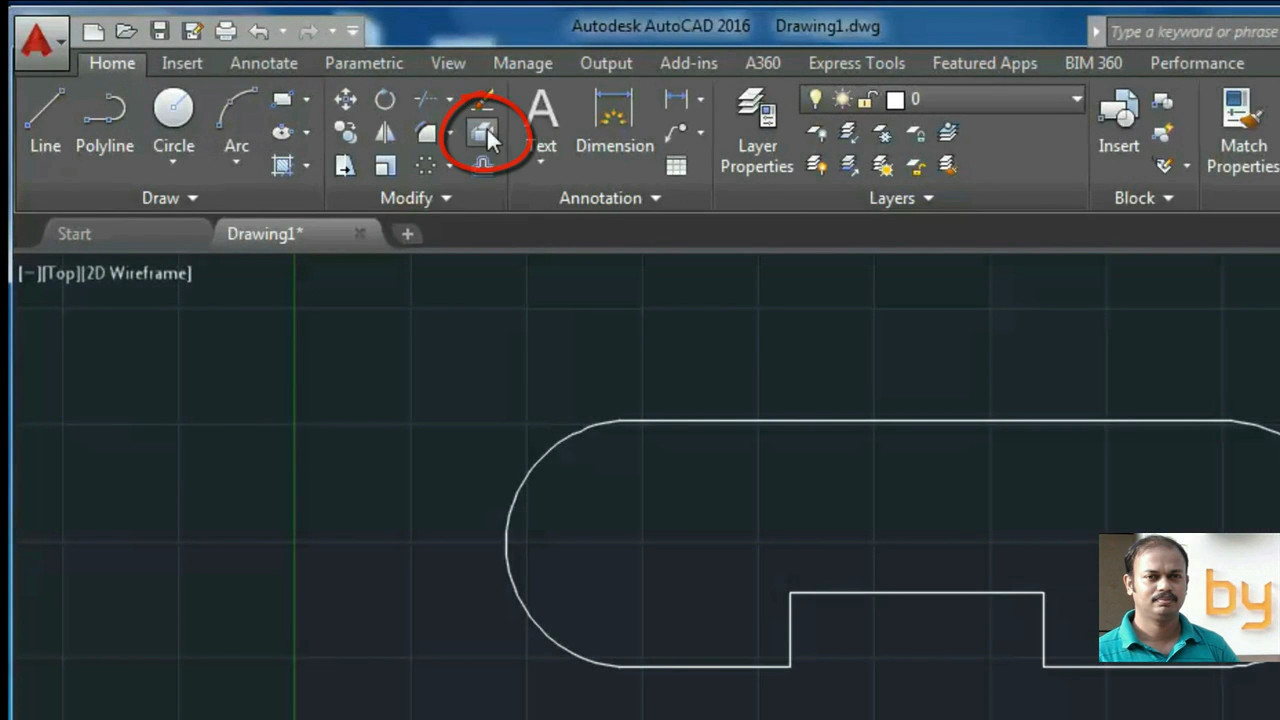 Autodesk AutoCAD 2016 Drawing1.dwg
Type a keyword or phrase
Home Insert Annotate Parametric View Manage Output Add-ins A360 Express Tools Featured Apps BIM 360 Performance
0
Line Polyline Circle Arc Text Dimension Layer Properties Insert Match Properties
Draw Modify Annotation Layers Block
Start Drawing1* +
[−][Top][2D Wireframe]
by